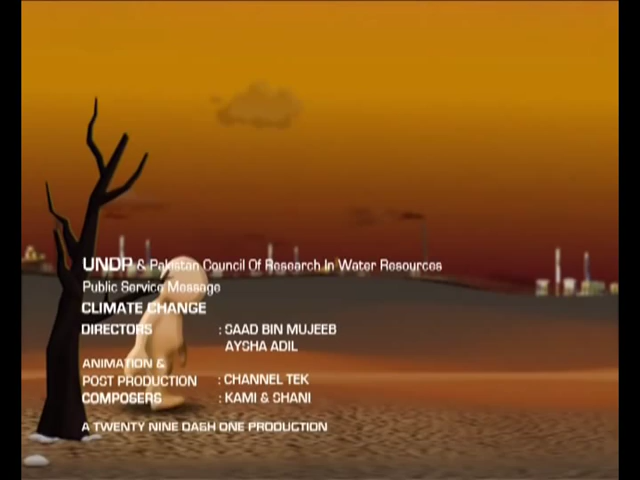 UNDP & Pakistan Council Of Research In Water Resources
Public Service Message
CLIMATE CHANGE
DIRECTORS : SAAD BIN MUJEEB
AYSHA ADIL
ANIMATION &
POST PRODUCTION : CHANNEL TEK
COMPOSERS : KAMI & SHANI
A TWENTY NINE DASH ONE PRODUCTION